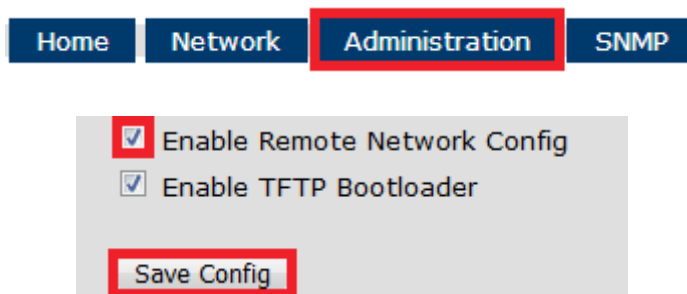 Home Network Administration SNMP
Enable Remote Network Config
Enable TFTP Bootloader
Save Config